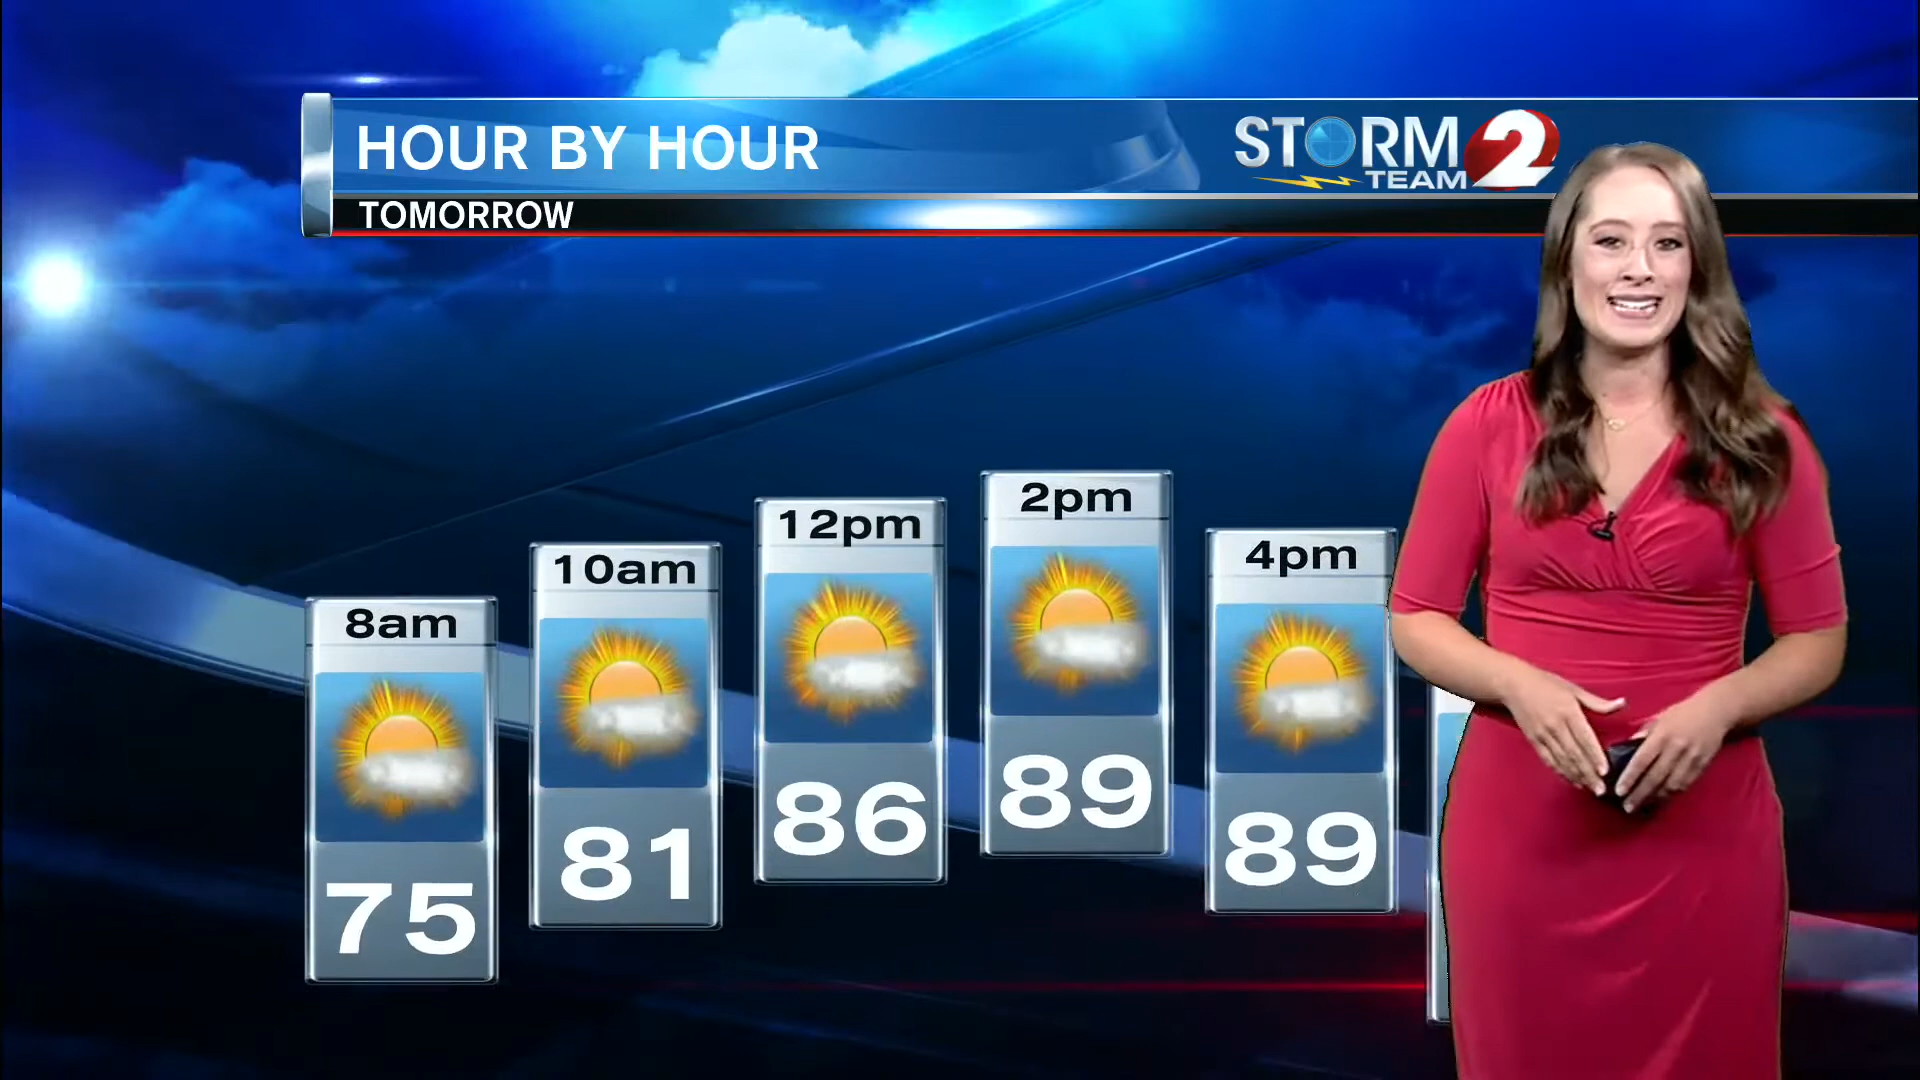 HOUR BY HOUR
STORM
TEAM 2
TOMORROW
8am
10am
12pm
2pm
4pm
75
81
86
89
89